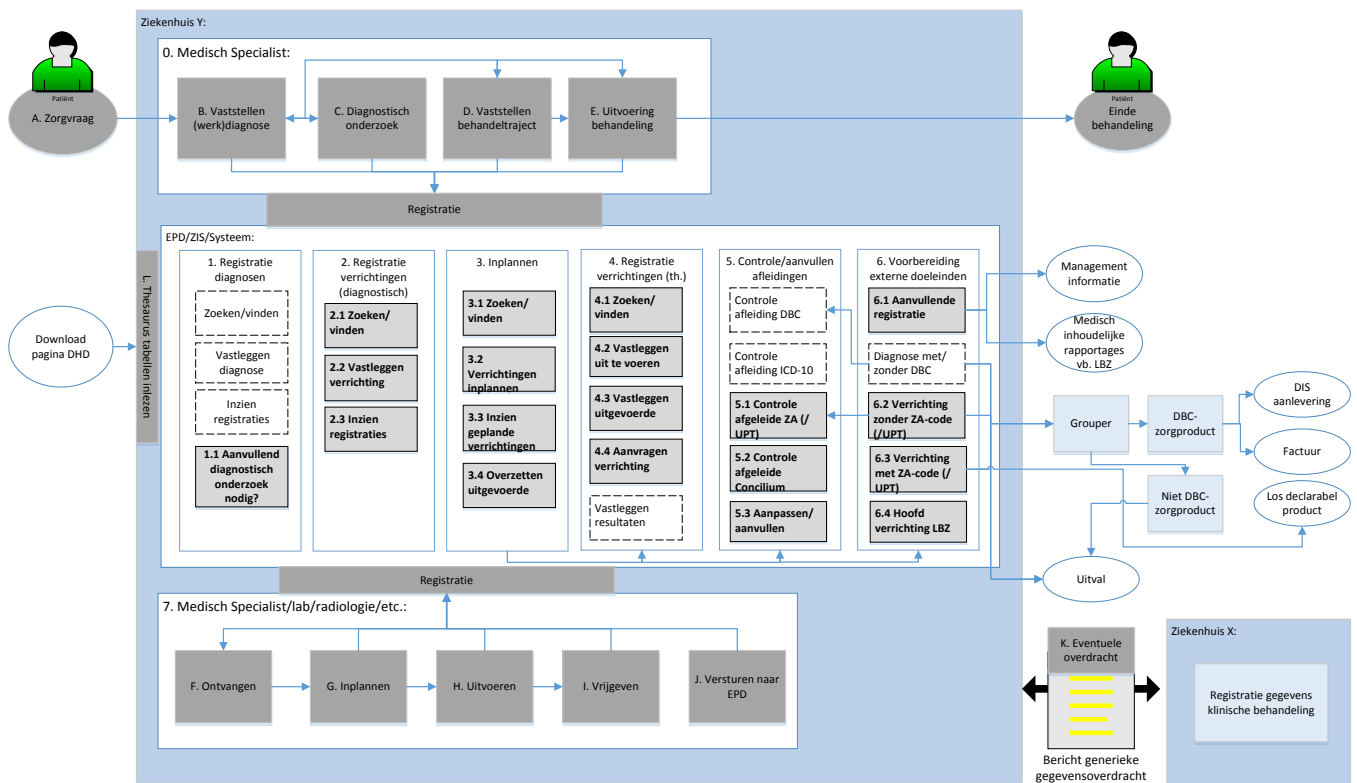 Ziekenhuis Y:
Patiënt
A. Zorgvraag
0. Medisch Specialist:
B. Vaststellen
(werk)diagnose
C. Diagnostisch
onderzoek
D. Vaststellen
behandeltraject
E. Uitvoering
behandeling
Patiënt
Einde
behandeling
Registratie
EPD/ZIS/Systeem:
L. Thesaurus tabellen inlezen
Download
pagina DHD
1. Registratie
diagnosen
Zoeken/vinden
Vastleggen
diagnose
Inzien
registraties
1.1 Aanvullend
diagnostisch
onderzoek
nodig?
2. Registratie
verrichtingen
(diagnostisch)
2.1 Zoeken/
vinden
2.2 Vastleggen
verrichting
2.3 Inzien
registraties
3. Inplannen
3.1 Zoeken/
vinden
3.2
Verrichtingen
inplannen
3.3 Inzien
geplande
verrichtingen
3.4 Overzetten
uitgevoerde
4. Registratie
verrichtingen (th.)
4.1 Zoeken/
vinden
4.2 Vastleggen
uit te voeren
4.3 Vastleggen
uitgevoerde
4.4 Aanvragen
verrichting
Vastleggen
resultaten
5. Controle/aanvullen
afleidingen
Controle
afleiding DBC
Controle
afleiding ICD-10
5.1 Controle
afgeleide ZA (/
UPT)
5.2 Controle
afgeleide
Concilium
5.3 Aanpassen/
aanvullen
6. Voorbereiding
externe doeleinden
6.1 Aanvullende
registratie
Diagnose met/
zonder DBC
6.2 Verrichting
zonder ZA-code
(/UPT)
6.3 Verrichting
met ZA-code (/
UPT)
6.4 Hoofd
verrichting LBZ
Management
informatie
Medisch
inhoudelijke
rapportages
vb. LBZ
Grouper
DBC-
zorgproduct
DIS
aanlevering
Factuur
Niet DBC-
zorgproduct
Los declarabel
product
Uitval
Registratie
7. Medisch Specialist/lab/radiologie/etc.:
F. Ontvangen
G. Inplannen
H. Uitvoeren
I. Vrijgeven
J. Versturen naar
EPD
K. Eventuele
overdracht
Bericht generieke
gegevensoverdracht
Ziekenhuis X:
Registratie gegevens
klinische behandeling